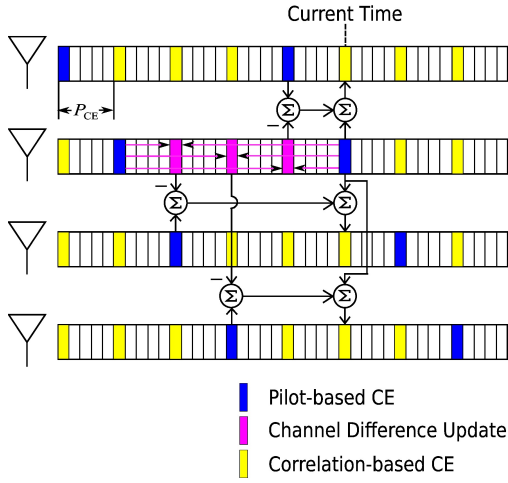 Current Time
P_CE
Σ Σ
−
−
Σ Σ
−
Σ Σ
Pilot-based CE
Channel Difference Update
Correlation-based CE